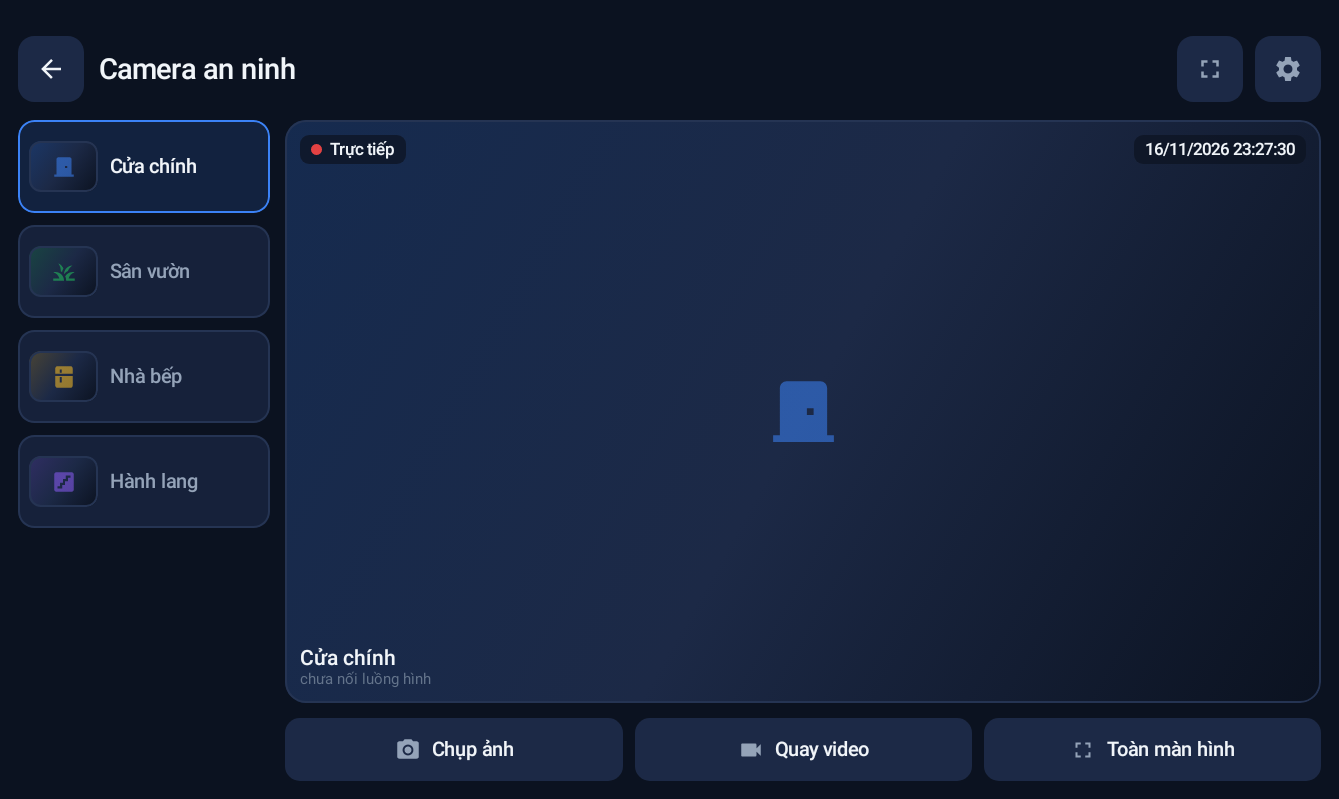 Camera an ninh
Cửa chính
Sân vườn
Nhà bếp
Hành lang
Trực tiếp
16/11/2026 23:27:30
Cửa chính
chưa nối luồng hình
Chụp ảnh
Quay video
Toàn màn hình